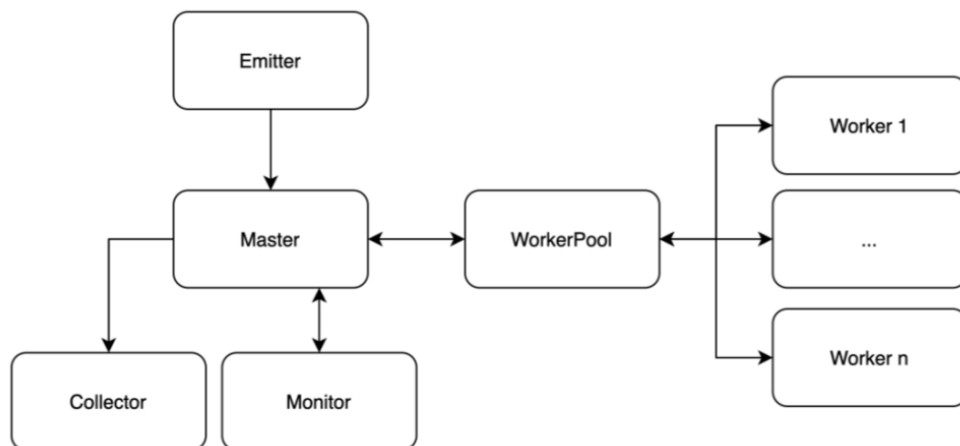 Emitter
Worker 1
Master
WorkerPool
...
Collector
Monitor
Worker n